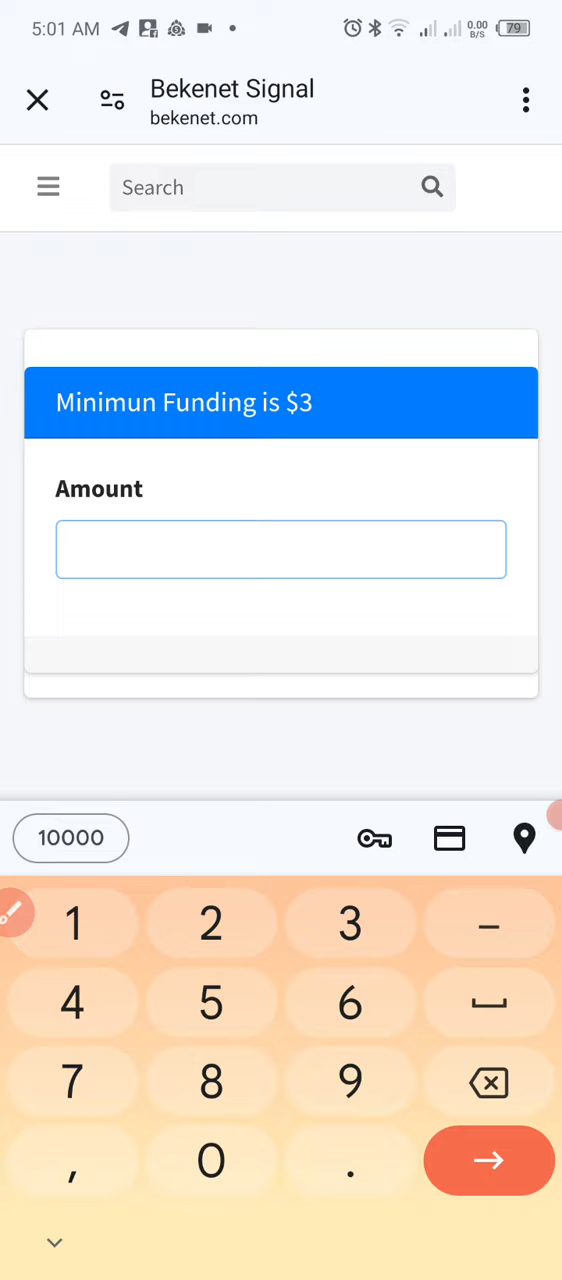 5:01 AM
0.00
B/S
79
Bekenet Signal
bekenet.com
Search
Minimun Funding is $3
Amount
10000
1 2 3 –
4 5 6
7 8 9
, 0 .